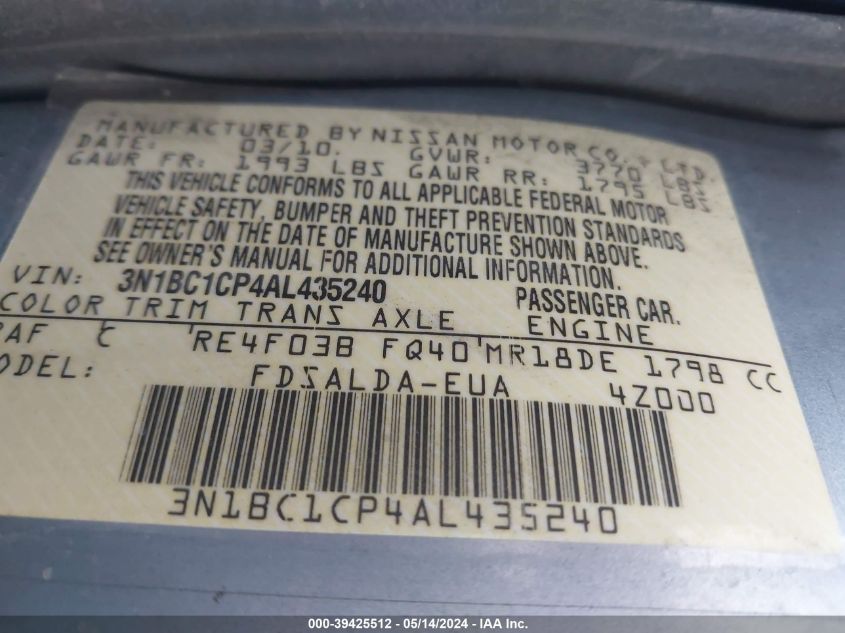 MANUFACTURED BY NISSAN MOTOR CO., LTD
DATE: 03/10. GVWR: 3770 LBS
GAWR FR: 1993 LBS GAWR RR: 1795 LBS
THIS VEHICLE CONFORMS TO ALL APPLICABLE FEDERAL MOTOR
VEHICLE SAFETY, BUMPER AND THEFT PREVENTION STANDARDS
IN EFFECT ON THE DATE OF MANUFACTURE SHOWN ABOVE.
SEE OWNER'S MANUAL FOR ADDITIONAL INFORMATION.
VIN: 3N1BC1CP4AL435240 PASSENGER CAR.
COLOR TRIM TRANS AXLE ENGINE
RAF C RE4F03B FQ40 MR18DE 1798 CC
ODEL: FDSALDA-EUA 4Z000
3N1BC1CP4AL435240
000-39425512 - 05/14/2024 - IAA Inc.